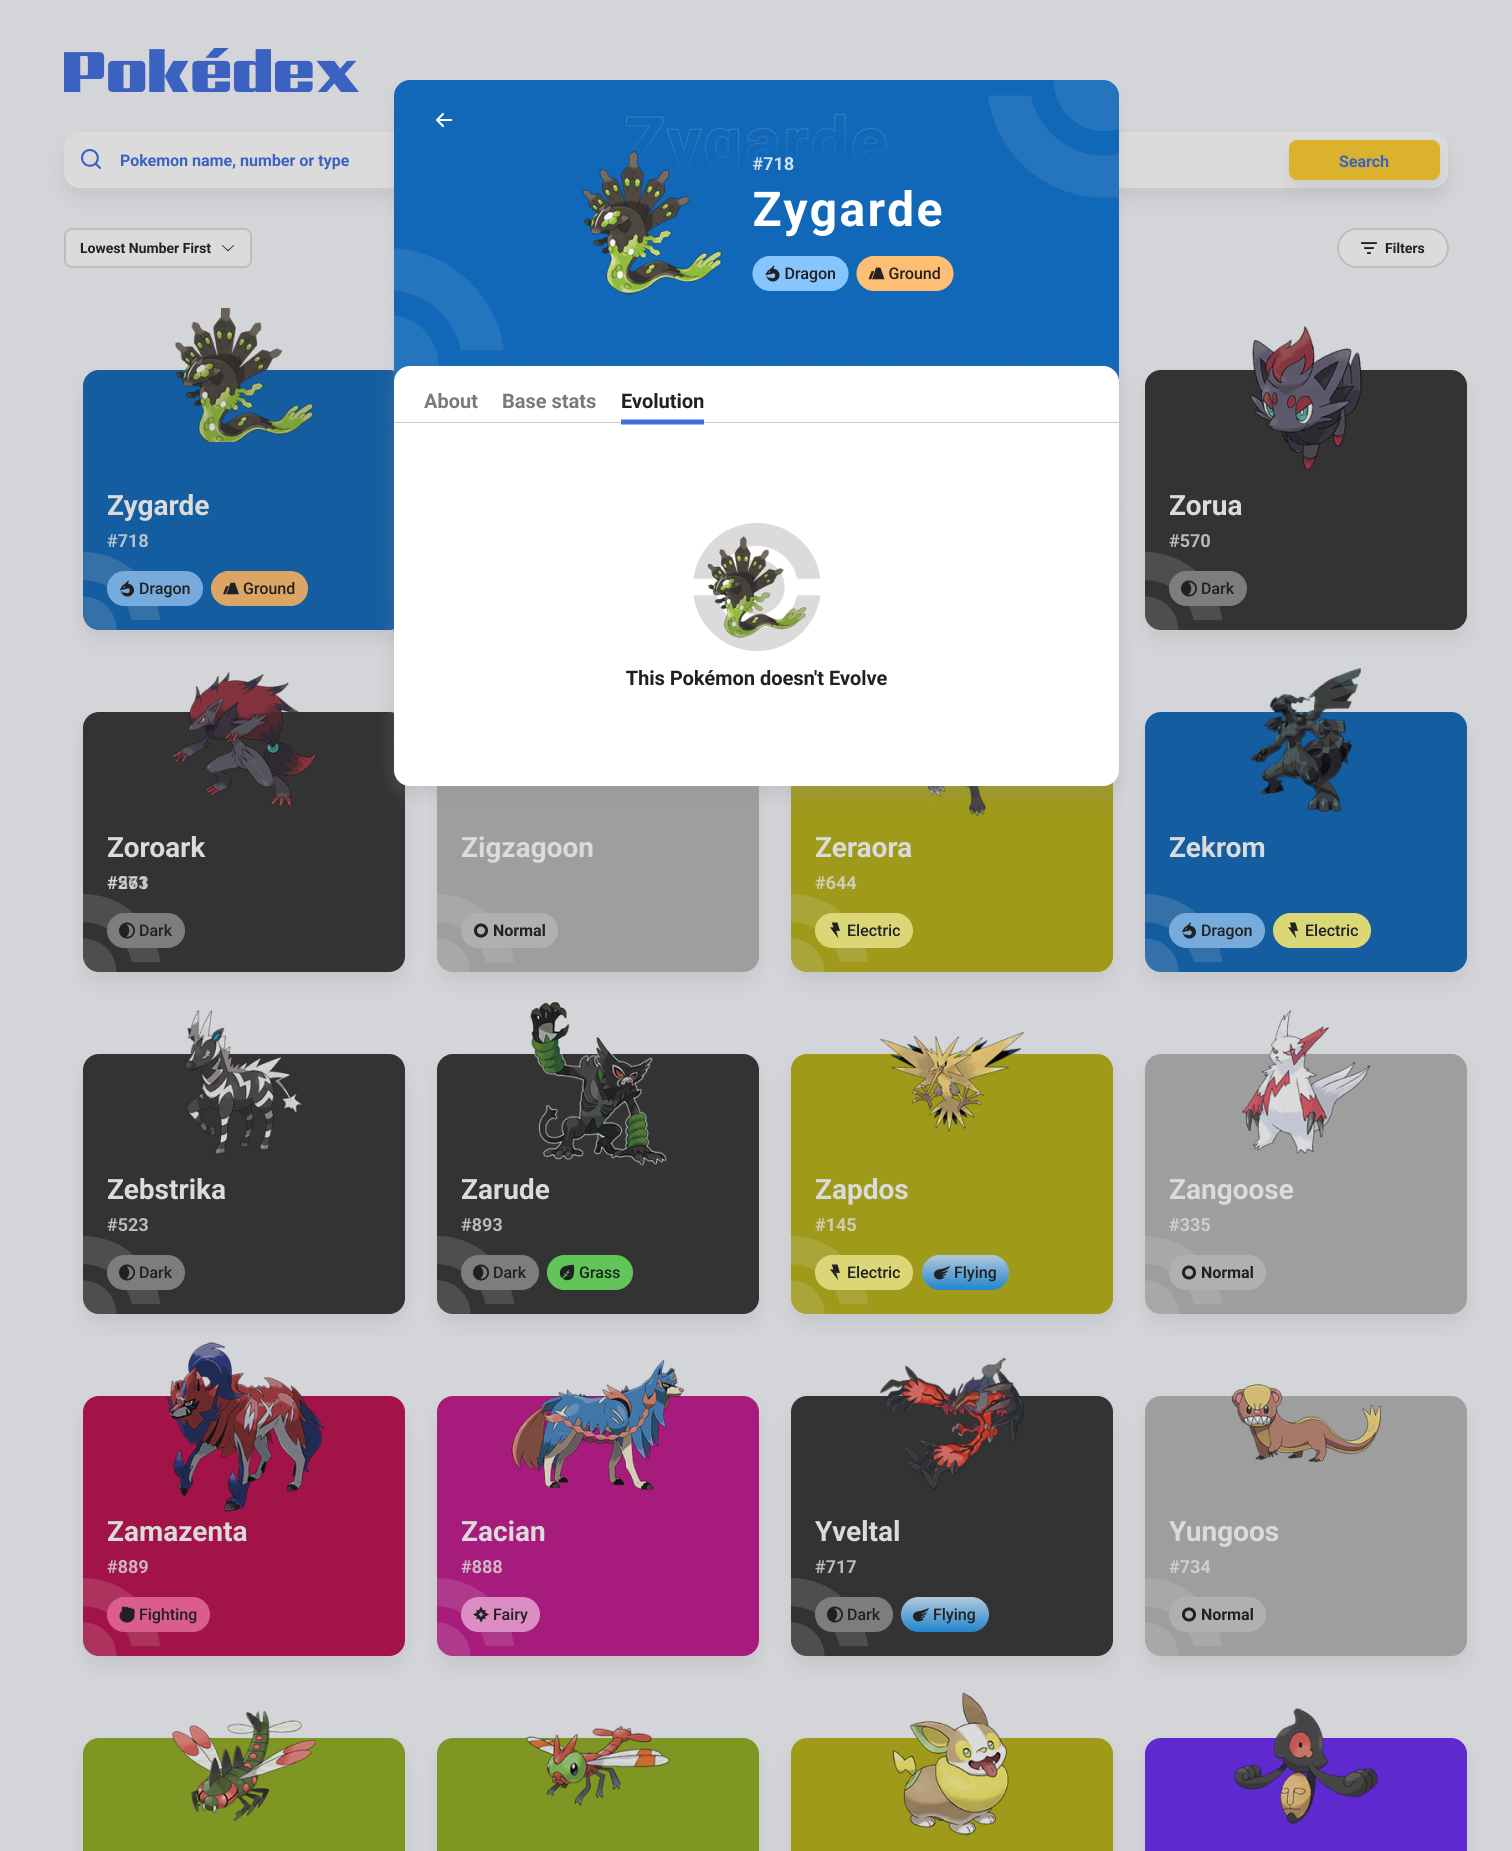 Pokédex
Pokemon name, number or type
Search
Lowest Number First
Filters
Zygarde
#718
Zygarde
Dragon
Ground
About
Base stats
Evolution
This Pokémon doesn't Evolve
Zygarde
#718
Dragon
Ground
Zorua
#570
Dark
Zoroark
Dark
Zigzagoon
Normal
Zeraora
#644
Electric
Zekrom
Dragon
Electric
Zebstrika
#523
Dark
Zarude
#893
Dark
Grass
Zapdos
#145
Electric
Flying
Zangoose
#335
Normal
Zamazenta
#889
Fighting
Zacian
#888
Fairy
Yveltal
#717
Dark
Flying
Yungoos
#734
Normal